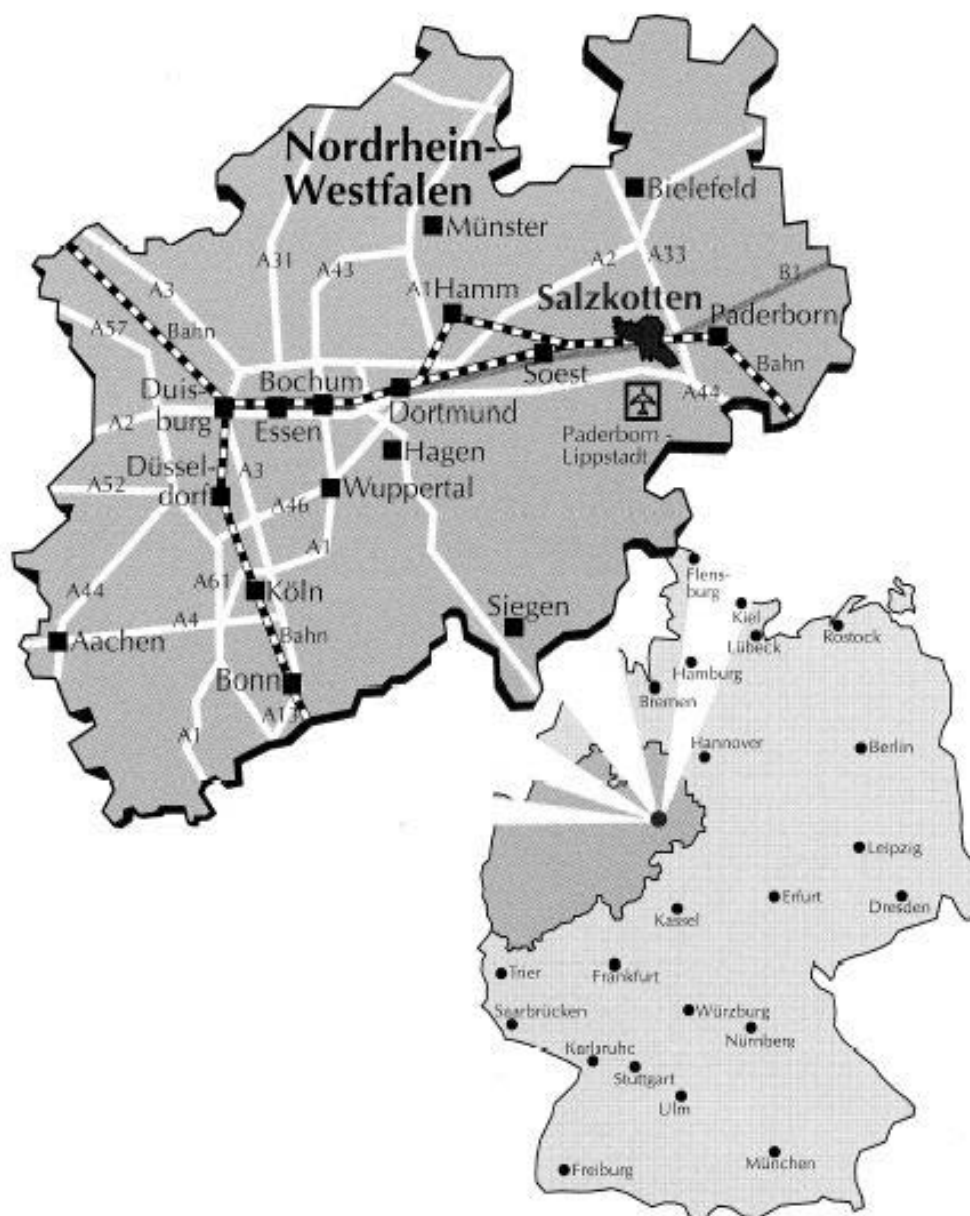 Nordrhein-
Westfalen
Bielefeld
Münster
A31
A43
A2
A33
B1
A3
A1
Hamm
Salzkotten
Paderborn
A57
Bahn
Bahn
Soest
Duis-
burg
Bochum
Essen
Dortmund
A44
A2
Hagen
Paderborn -
Lippstadt
Düssel-
dorf
A3
A52
A46
Wuppertal
A1
A44
A61
Köln
A4
Siegen
Aachen
Bahn
Bonn
A1
Flens-
burg
Kiel
Lübeck
Rostock
Hamburg
Bremen
Hannover
Berlin
Leipzig
Erfurt
Dresden
Kassel
Trier
Frankfurt
Saarbrücken
Würzburg
Nürnberg
Karlsruhe
Stuttgart
Ulm
München
Freiburg